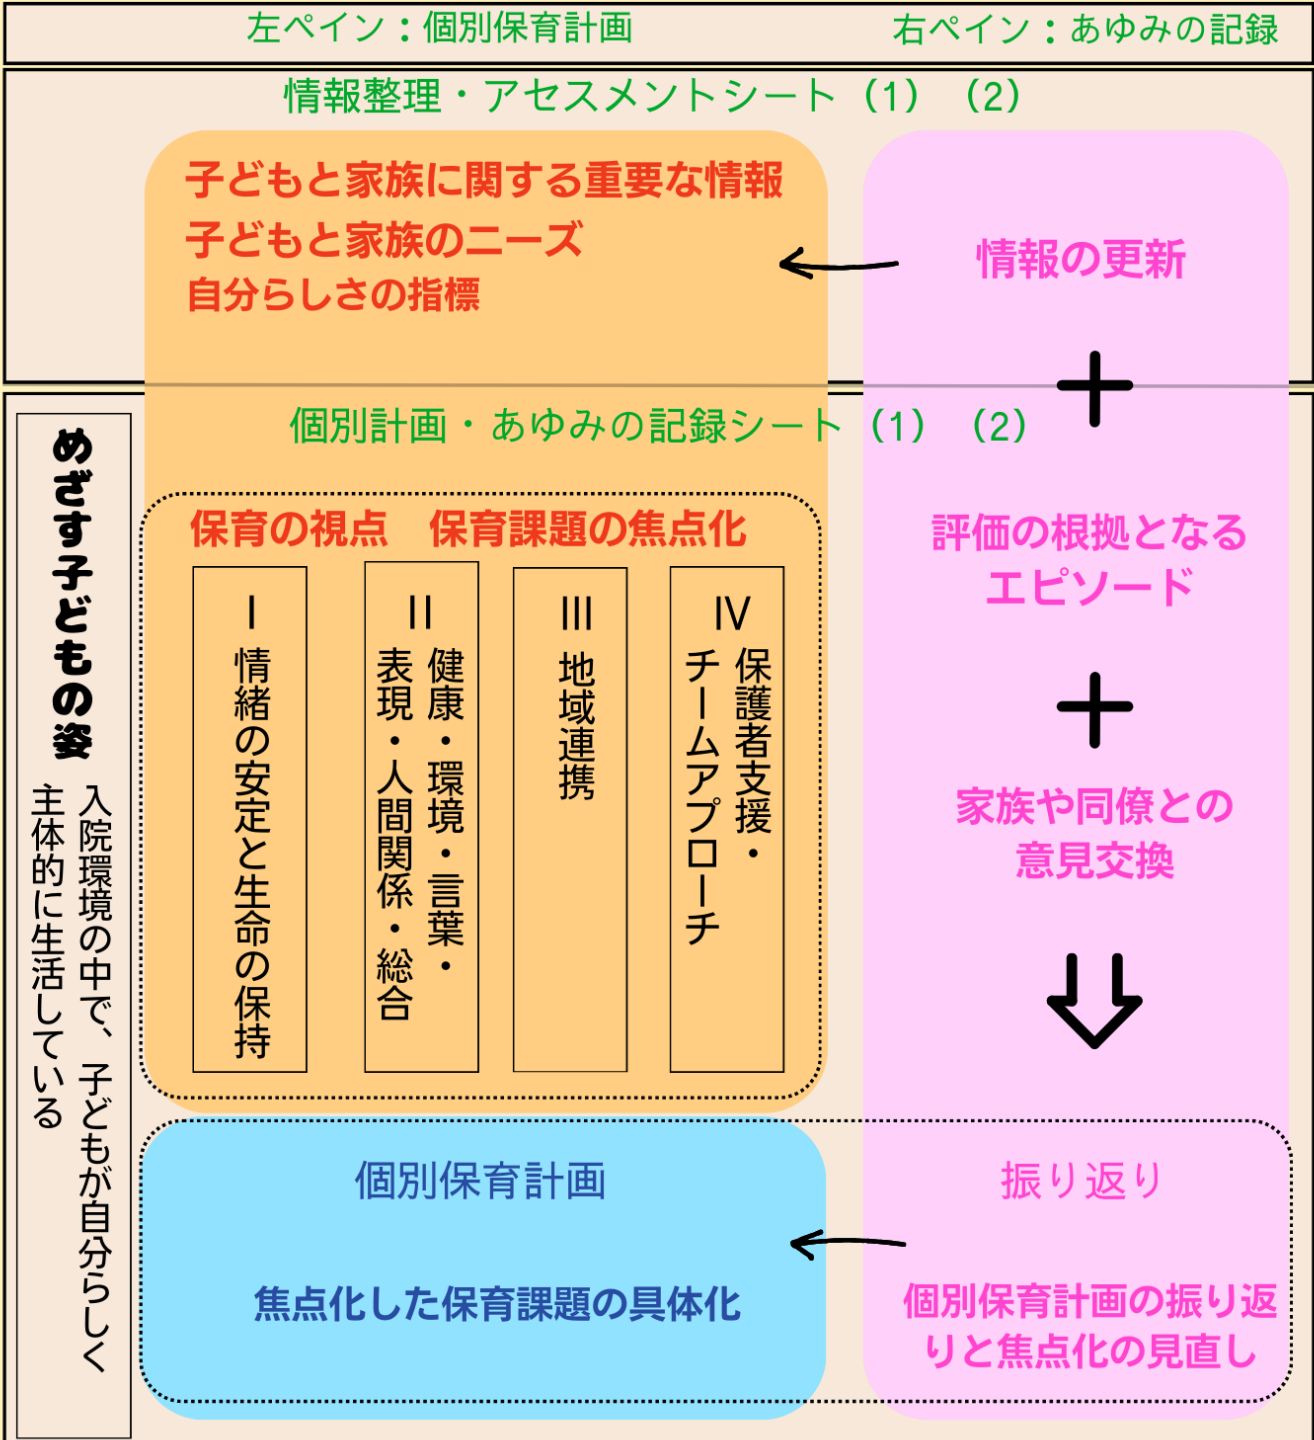 左ペイン：個別保育計画
右ペイン：あゆみの記録
情報整理・アセスメントシート（1）（2）
子どもと家族に関する重要な情報
子どもと家族のニーズ
自分らしさの指標
情報の更新
＋
個別計画・あゆみの記録シート（1）（2）
めざす子どもの姿
入院環境の中で、子どもが自分らしく
主体的に生活している
保育の視点　保育課題の焦点化
Ⅰ
情緒の安定と生命の保持
Ⅱ
健康・環境・言葉・
表現・人間関係・総合
Ⅲ
地域連携
Ⅳ
保護者支援・
チームアプローチ
評価の根拠となる
エピソード
＋
家族や同僚との
意見交換
個別保育計画
焦点化した保育課題の具体化
振り返り
個別保育計画の振り返
りと焦点化の見直し